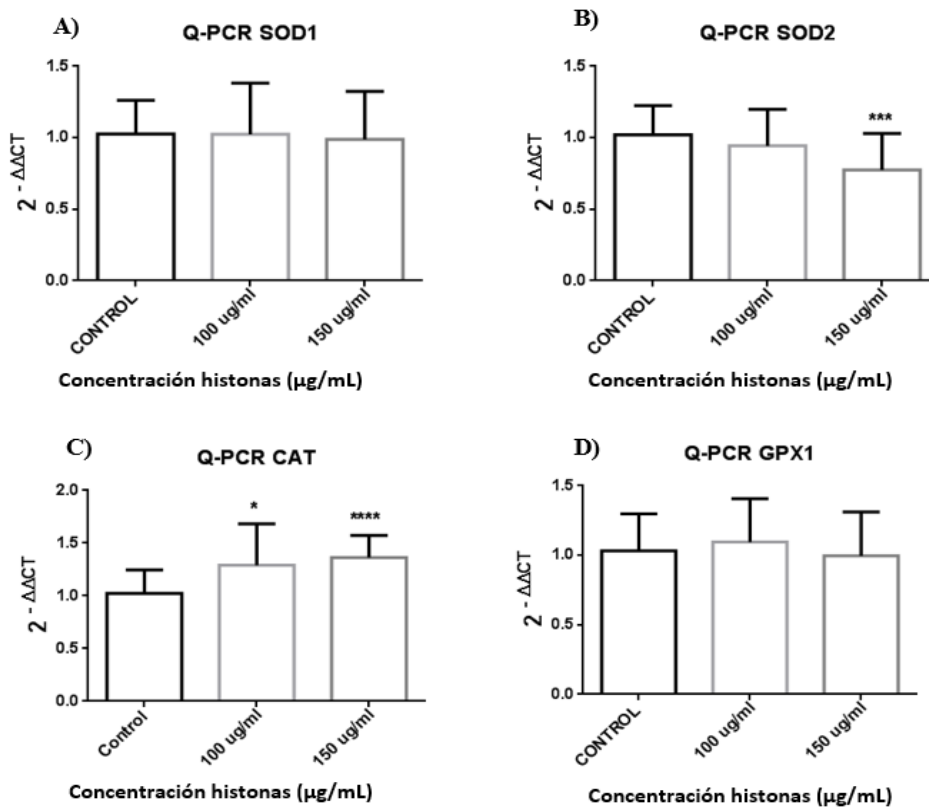 A)
Q-PCR SOD1
2 - ΔΔCT
1.5
1.0
0.5
0.0
CONTROL
100 ug/ml
150 ug/ml
Concentración histonas (µg/mL)
B)
Q-PCR SOD2
2 - ΔΔCT
1.5
1.0
0.5
0.0
***
CONTROL
100 ug/ml
150 ug/ml
Concentración histonas (µg/mL)
C)
Q-PCR CAT
2 - ΔΔCT
2.0
1.5
1.0
0.5
0.0
*
****
Control
100 ug/ml
150 ug/ml
Concentración histonas (µg/mL)
D)
Q-PCR GPX1
2 - ΔΔCT
1.5
1.0
0.5
0.0
CONTROL
100 ug/ml
150 ug/ml
Concentración histonas (µg/mL)